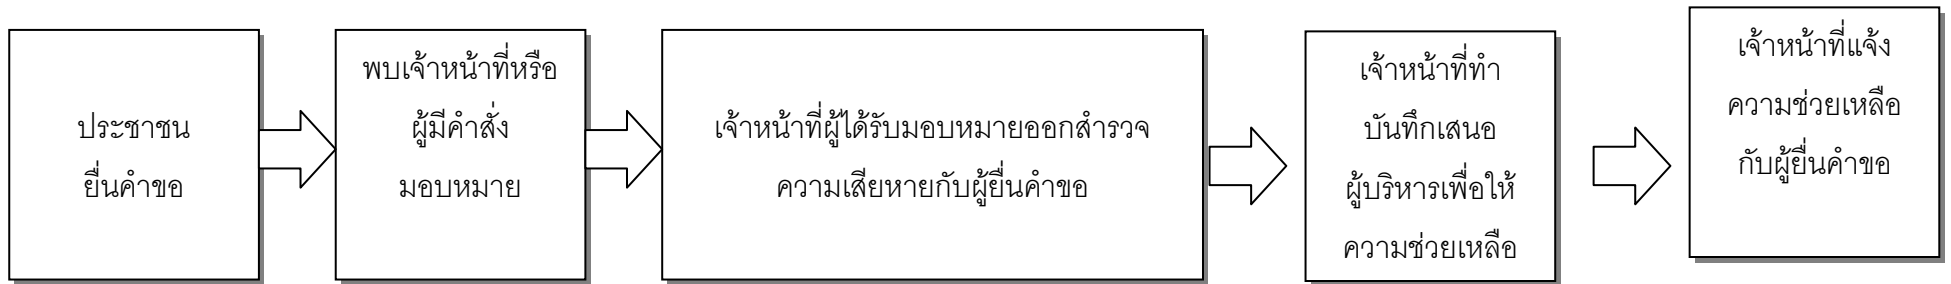 ประชาชน
ยื่นคำขอ
พบเจ้าหน้าที่หรือ
ผู้มีคำสั่ง
มอบหมาย
เจ้าหน้าที่ผู้ได้รับมอบหมายออกสำรวจ
ความเสียหายกับผู้ยื่นคำขอ
เจ้าหน้าที่ทำ
บันทึกเสนอ
ผู้บริหารเพื่อให้
ความช่วยเหลือ
เจ้าหน้าที่แจ้ง
ความช่วยเหลือ
กับผู้ยื่นคำขอ